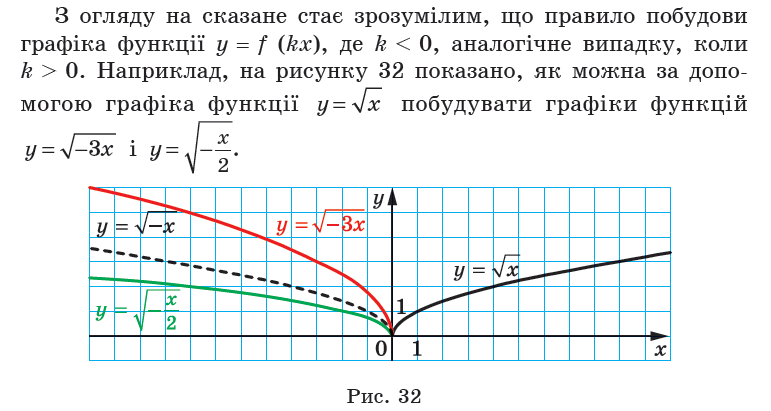 З огляду на сказане стає зрозумілим, що правило побудови
графіка функції y = f (kx), де k < 0, аналогічне випадку, коли
k > 0. Наприклад, на рисунку 32 показано, як можна за допо-
могою графіка функції y = √x побудувати графіки функцій
y = √−3x і y = √−x/2.
y
y = √−x
y = √−3x
y = √x
y = √−x/2
1
0
1
x
Рис. 32